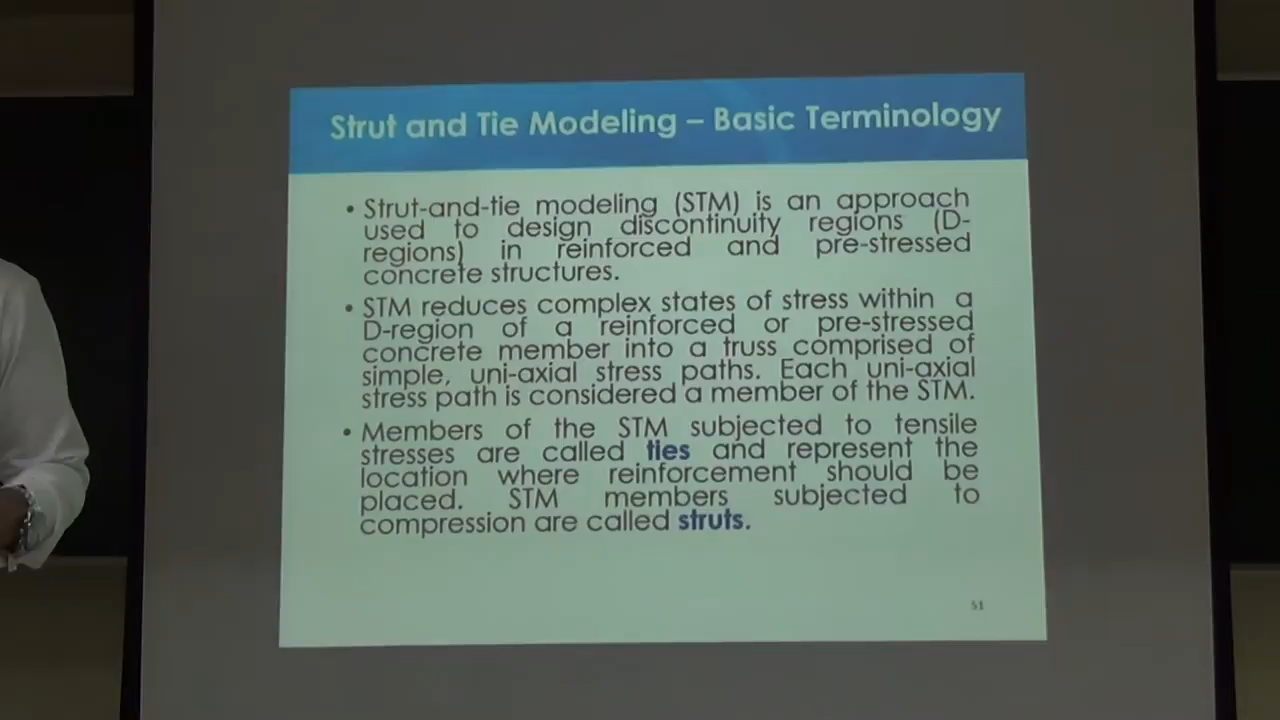 Strut and Tie Modeling – Basic Terminology
• Strut-and-tie modeling (STM) is an approach
used to design discontinuity regions (D-
regions) in reinforced and pre-stressed
concrete structures.
• STM reduces complex states of stress within a
D-region of a reinforced or pre-stressed
concrete member into a truss comprised of
simple, uni-axial stress paths. Each uni-axial
stress path is considered a member of the STM.
• Members of the STM subjected to tensile
stresses are called ties and represent the
location where reinforcement should be
placed. STM members subjected to
compression are called struts.
51